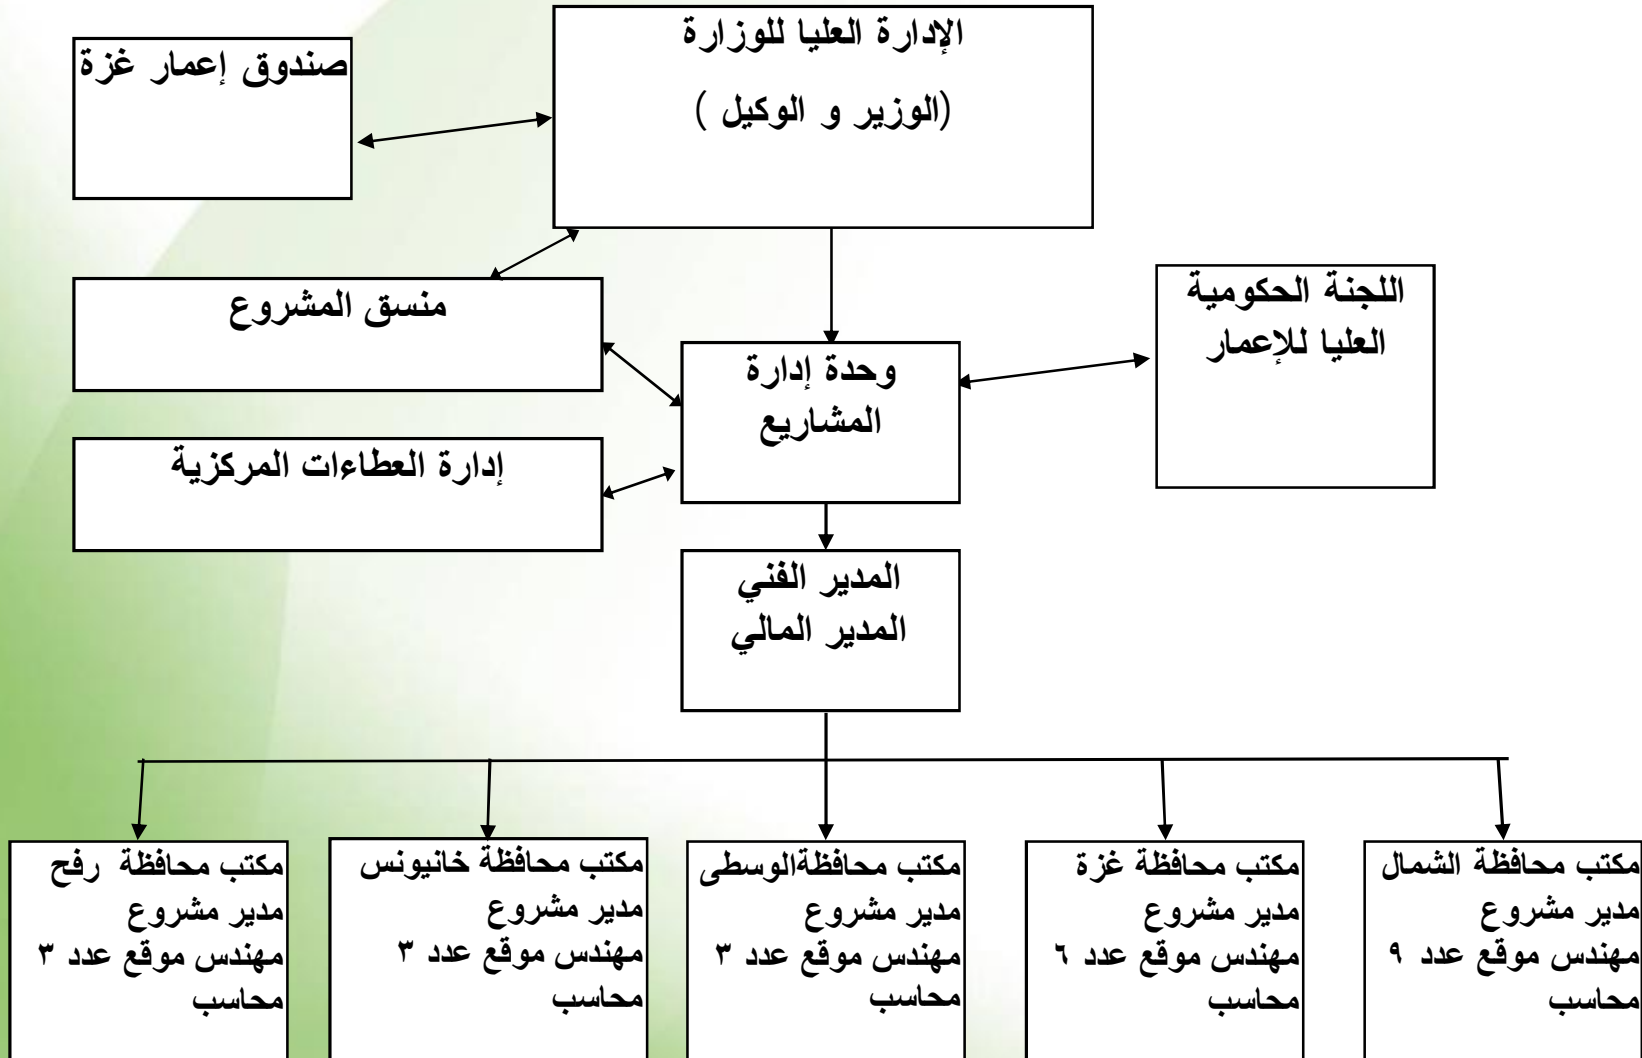 الإدارة العليا للوزارة
(الوزير و الوكيل )
صندوق إعمار غزة
منسق المشروع
اللجنة الحكومية
العليا للإعمار
وحدة إدارة
المشاريع
إدارة العطاءات المركزية
المدير الفني
المدير المالي
مكتب محافظة الشمال
مدير مشروع
مهندس موقع عدد ٩
محاسب
مكتب محافظة غزة
مدير مشروع
مهندس موقع عدد ٦
محاسب
مكتب محافظةالوسطى
مدير مشروع
مهندس موقع عدد ٣
محاسب
مكتب محافظة خانيونس
مدير مشروع
مهندس موقع عدد ٣
محاسب
مكتب محافظة رفح
مدير مشروع
مهندس موقع عدد ٣
محاسب